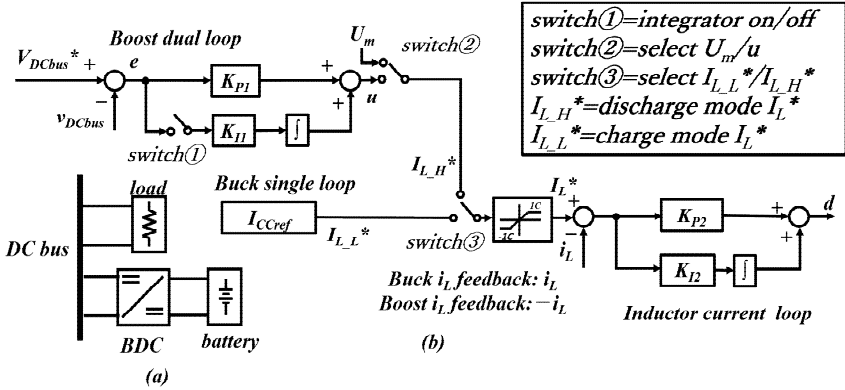 Boost dual loop
V_DCbus*
+
e
−
v_DCbus
K_P1
switch①
K_I1
∫
+
+
u
U_m
switch②
switch①=integrator on/off
switch②=select U_m/u
switch③=select I_L_L*/I_L_H*
I_L_H*=discharge mode I_L*
I_L_L*=charge mode I_L*
I_L_H*
Buck single loop
I_CCref
I_L_L*
switch③
1C
-1C
I_L*
+
−
i_L
K_P2
K_I2
∫
+
+
d
Buck i_L feedback: i_L
Boost i_L feedback:−i_L
Inductor current loop
(b)
load
DC bus
BDC
battery
(a)